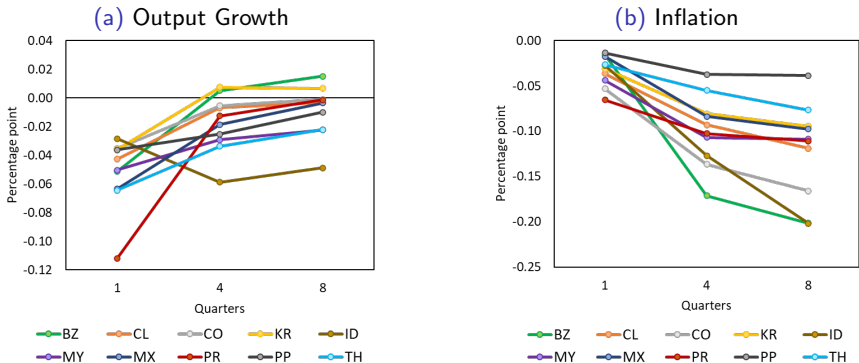 (a) Output Growth
Percentage point
0.04
0.02
0.00
-0.02
-0.04
-0.06
-0.08
-0.10
-0.12
1 4 8
Quarters
BZ CL CO KR ID
MY MX PR PP TH
(b) Inflation
Percentage point
0.00
-0.05
-0.10
-0.15
-0.20
-0.25
1 4 8
Quarters
BZ CL CO KR ID
MY MX PR PP TH